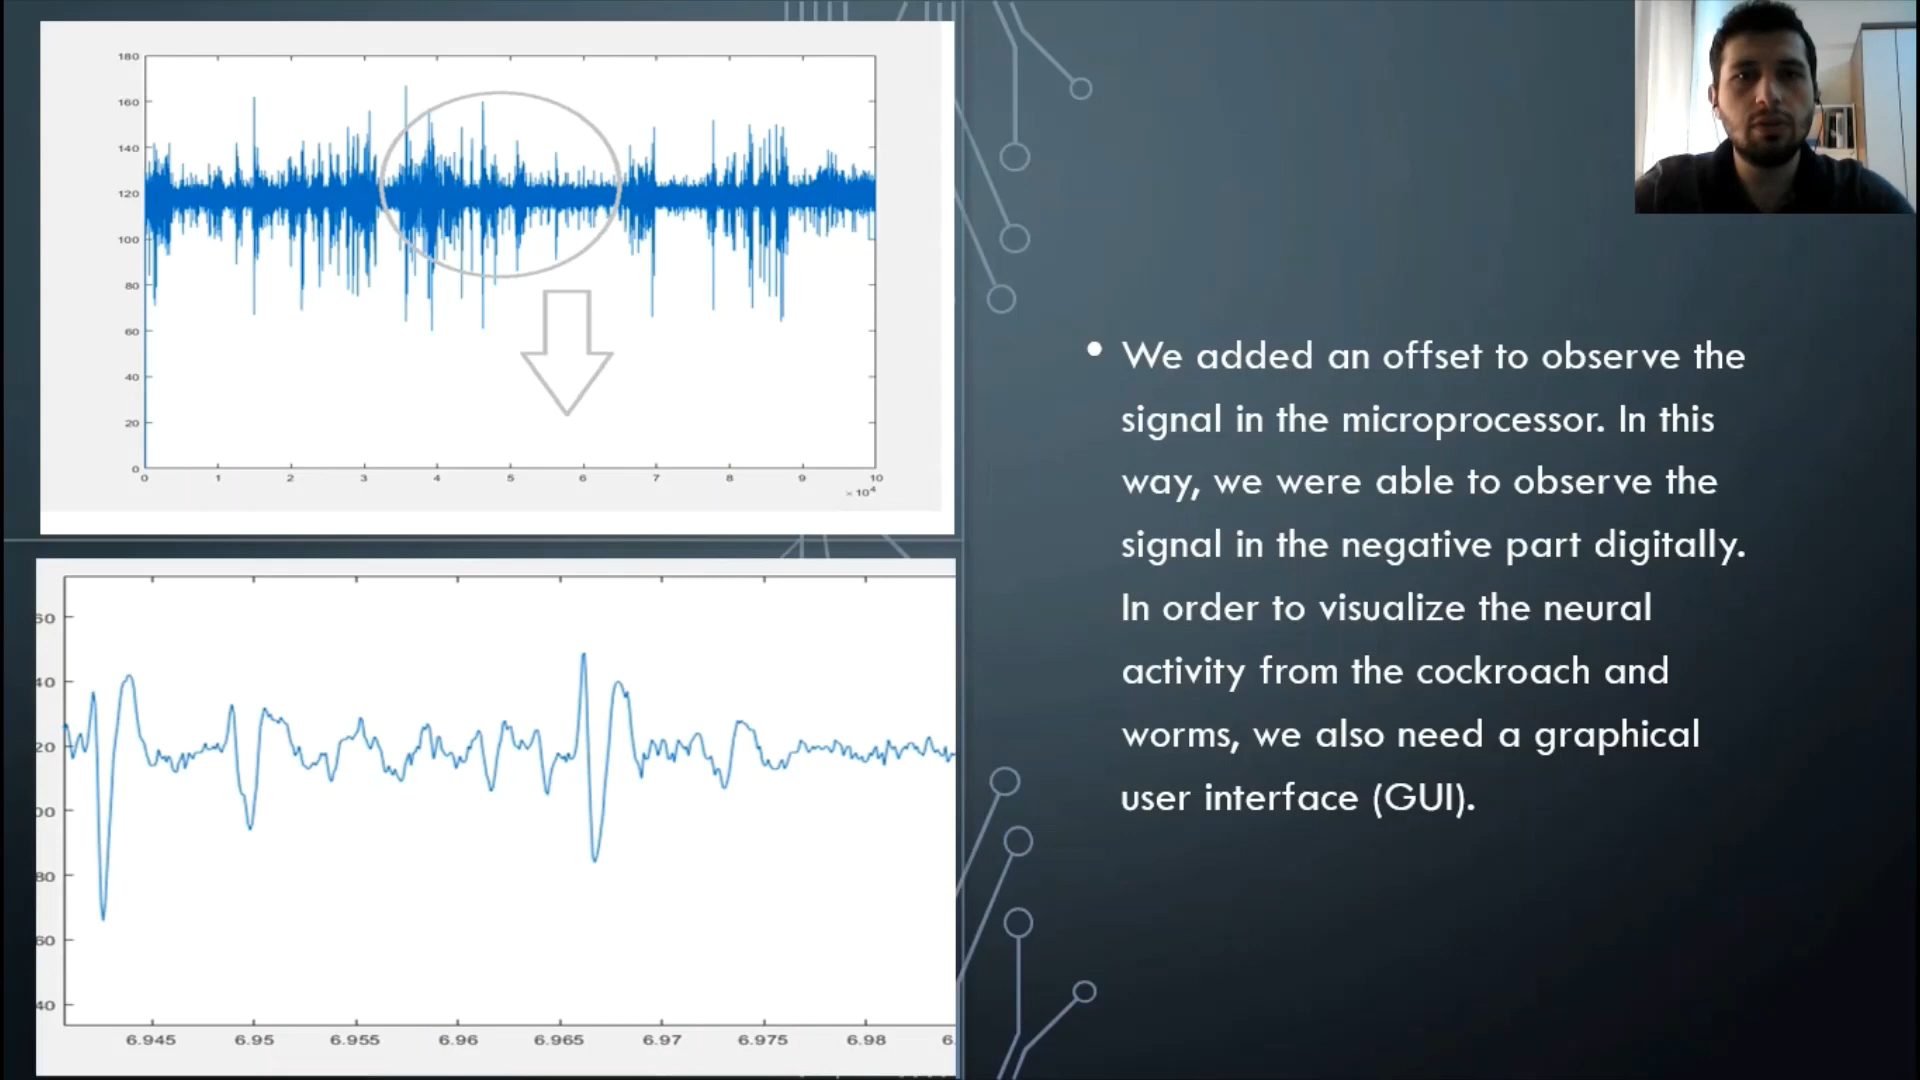 180
160
140
120
100
80
60
40
20
0
0 1 2 3 4 5 6 7 8 9 10
×10⁴
• We added an offset to observe the
signal in the microprocessor. In this
way, we were able to observe the
signal in the negative part digitally.
In order to visualize the neural
activity from the cockroach and
worms, we also need a graphical
user interface (GUI).
60
40
20
00
80
60
40
6.945 6.95 6.955 6.96 6.965 6.97 6.975 6.98 6.